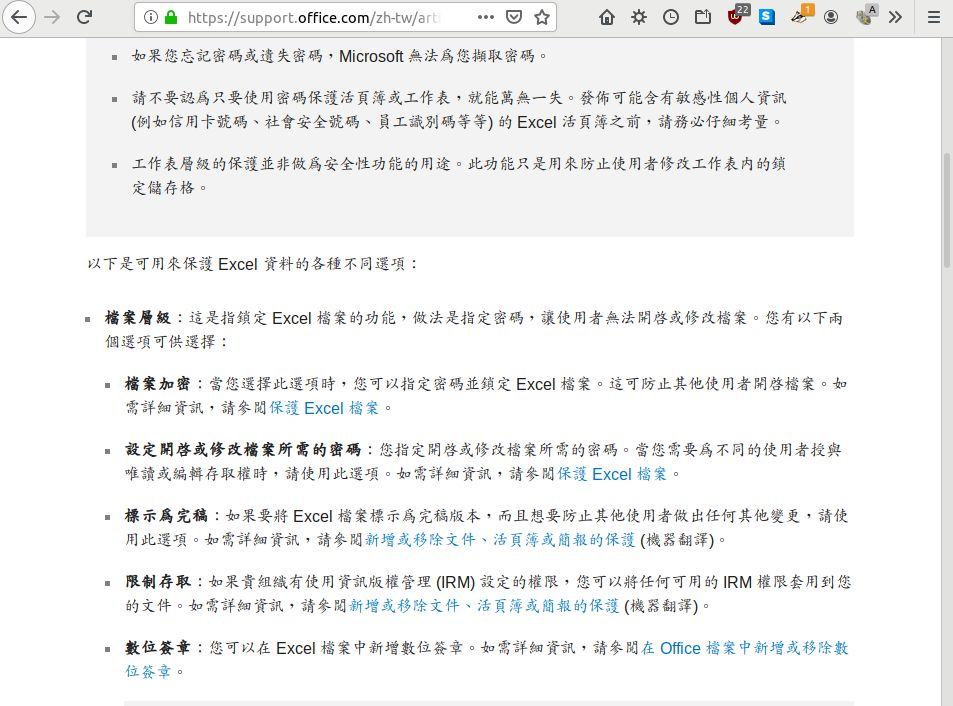 https://support.office.com/zh-tw/art
22
S
1
A
如果您忘記密碼或遺失密碼，Microsoft 無法為您擷取密碼。
請不要認為只要使用密碼保護活頁簿或工作表，就能萬無一失。發佈可能含有敏感性個人資訊
(例如信用卡號碼、社會安全號碼、員工識別碼等等) 的 Excel 活頁簿之前，請務必仔細考量。
工作表層級的保護並非做為安全性功能的用途。此功能只是用來防止使用者修改工作表內的鎖
定儲存格。
以下是可用來保護 Excel 資料的各種不同選項：
檔案層級：這是指鎖定 Excel 檔案的功能，做法是指定密碼，讓使用者無法開啟或修改檔案。您有以下兩
個選項可供選擇：
檔案加密：當您選擇此選項時，您可以指定密碼並鎖定 Excel 檔案。這可防止其他使用者開啟檔案。如
需詳細資訊，請參閱保護 Excel 檔案。
設定開啟或修改檔案所需的密碼：您指定開啟或修改檔案所需的密碼。當您需要為不同的使用者授與
唯讀或編輯存取權時，請使用此選項。如需詳細資訊，請參閱保護 Excel 檔案。
標示為完稿：如果要將 Excel 檔案標示為完稿版本，而且想要防止其他使用者做出任何其他變更，請使
用此選項。如需詳細資訊，請參閱新增或移除文件、活頁簿或簡報的保護 (機器翻譯)。
限制存取：如果貴組織有使用資訊版權管理 (IRM) 設定的權限，您可以將任何可用的 IRM 權限套用到您
的文件。如需詳細資訊，請參閱新增或移除文件、活頁簿或簡報的保護 (機器翻譯)。
數位簽章：您可以在 Excel 檔案中新增數位簽章。如需詳細資訊，請參閱在 Office 檔案中新增或移除數
位簽章。